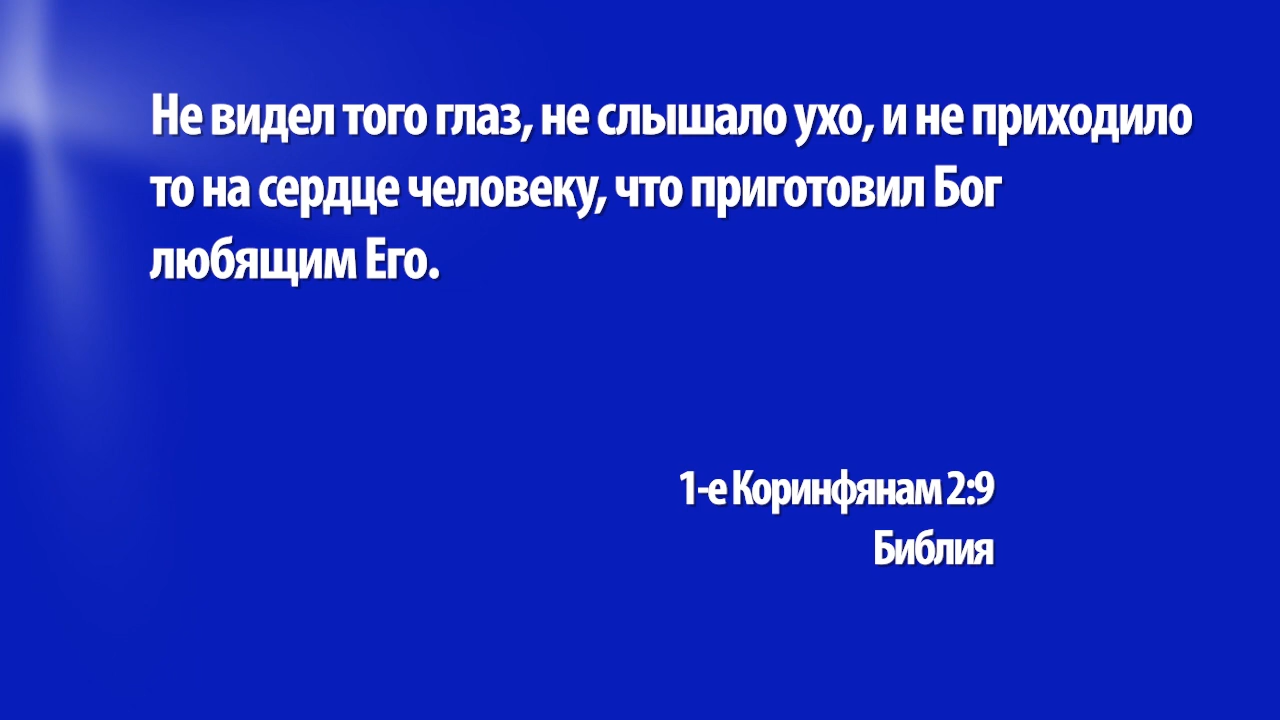 Не видел того глаз, не слышало ухо, и не приходило
то на сердце человеку, что приготовил Бог
любящим Его.
1-е Коринфянам 2:9
Библия